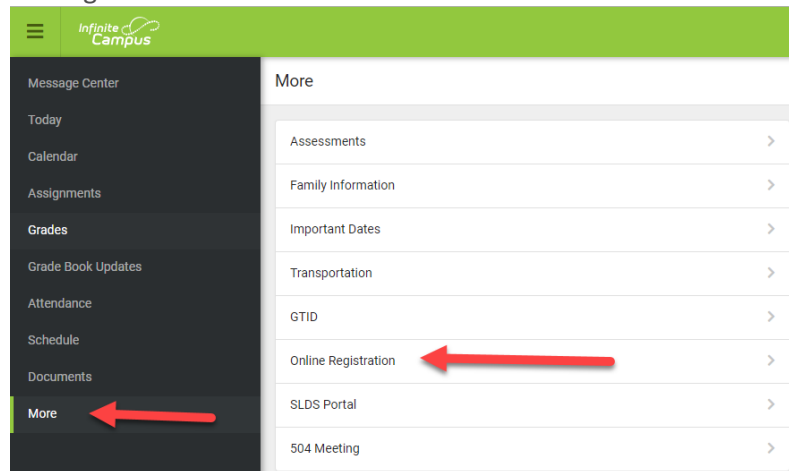 Infinite
Campus
Message Center
Today
Calendar
Assignments
Grades
Grade Book Updates
Attendance
Schedule
Documents
More
More
Assessments
Family Information
Important Dates
Transportation
GTID
Online Registration
SLDS Portal
504 Meeting